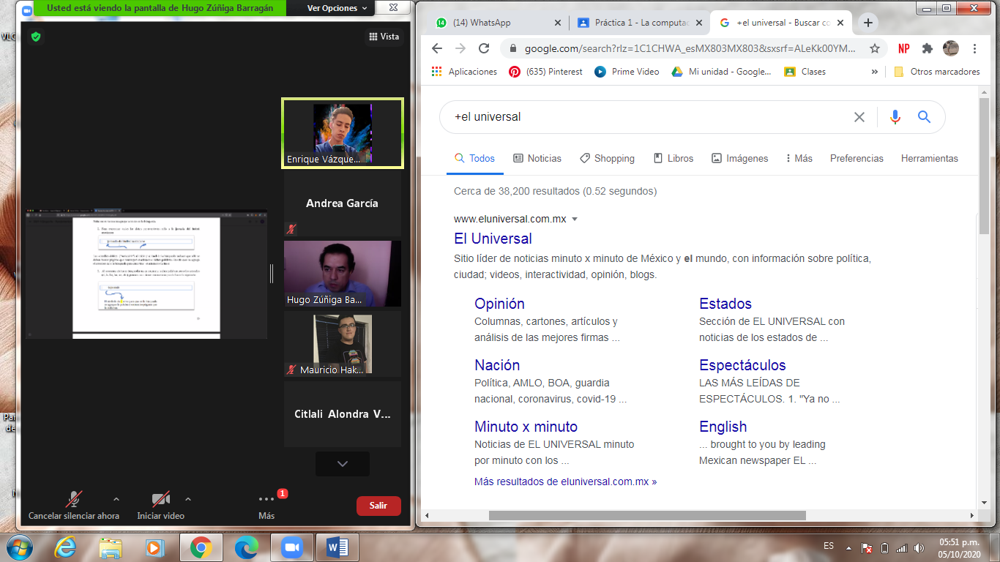 Usted está viendo la pantalla de Hugo Zúñiga Barragán
Ver Opciones
Vista
Enrique Vázque...
Andrea García
Hugo Zúñiga Ba...
Mauricio Hak...
Citlali Alondra V...
Cancelar silenciar ahora
Iniciar video
1
Más
Salir
14
(14) WhatsApp
Práctica 1 - La computad
+el universal - Buscar co
google.com/search?rlz=1C1CHWA_esMX803MX803&sxsrf=ALeKk00YM...
NP
Aplicaciones
(635) Pinterest
Prime Video
Mi unidad - Google...
Clases
»
Otros marcadores
+el universal
Todos
Noticias
Shopping
Libros
Imágenes
Más
Preferencias
Herramientas
Cerca de 38,200 resultados (0.52 segundos)
www.eluniversal.com.mx
El Universal
Sitio líder de noticias minuto x minuto de México y el mundo, con información sobre política,
ciudad; videos, interactividad, opinión, blogs.
Opinión
Columnas, cartones, artículos y
análisis de las mejores firmas ...
Estados
Sección de EL UNIVERSAL con
noticias de los estados de ...
Nación
Política, AMLO, BOA, guardia
nacional, coronavirus, covid-19 ...
Espectáculos
LAS MÁS LEÍDAS DE
ESPECTÁCULOS. 1. "Ya no ...
Minuto x minuto
Noticias de EL UNIVERSAL minuto
por minuto con los ...
English
... brought to you by leading
Mexican newspaper EL ...
Más resultados de eluniversal.com.mx »
ES
05:51 p.m.
05/10/2020